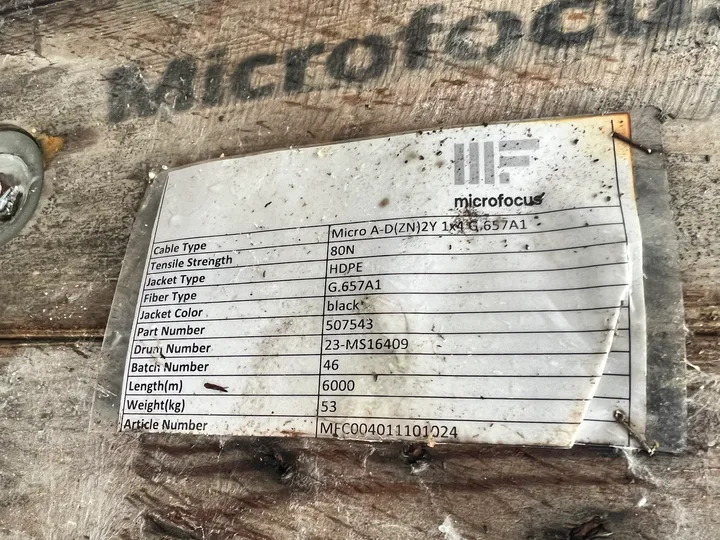 Microfocus
MF
microfocus
Cable Type Micro A-D(ZN)2Y 1x4 G.657A1
Tensile Strength 80N
Jacket Type HDPE
Fiber Type G.657A1
Jacket Color black
Part Number 507543
Drum Number 23-MS16409
Batch Number 46
Length(m) 6000
Weight(kg) 53
Article Number MFC004011101024